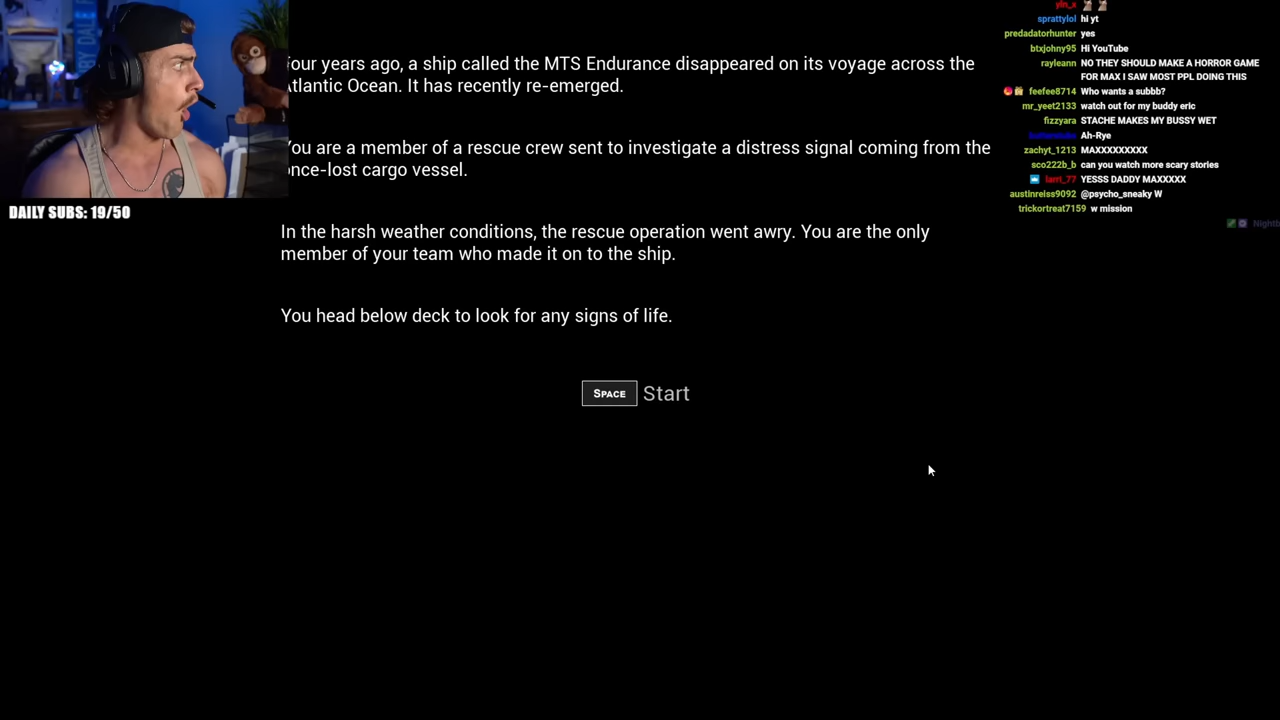 Four years ago, a ship called the MTS Endurance disappeared on its voyage across the
Atlantic Ocean. It has recently re-emerged.
You are a member of a rescue crew sent to investigate a distress signal coming from the
once-lost cargo vessel.
In the harsh weather conditions, the rescue operation went awry. You are the only
member of your team who made it on to the ship.
You head below deck to look for any signs of life.
SPACE Start
DAILY SUBS: 19/50
yfn_x
sprattylol hi yt
predadatorhunter yes
btxjohny95 Hi YouTube
rayleann NO THEY SHOULD MAKE A HORROR GAME
FOR MAX I SAW MOST PPL DOING THIS
feefee8714 Who wants a subbb?
mr_yeet2133 watch out for my buddy eric
fizzyara STACHE MAKES MY BUSSY WET
Ah-Rye
zachyt_1213 MAXXXXXXXXX
sco222b_b can you watch more scary stories
larri_77 YESSS DADDY MAXXXXX
austinreiss9092 @psycho_sneaky W
trickortreat7159 w mission